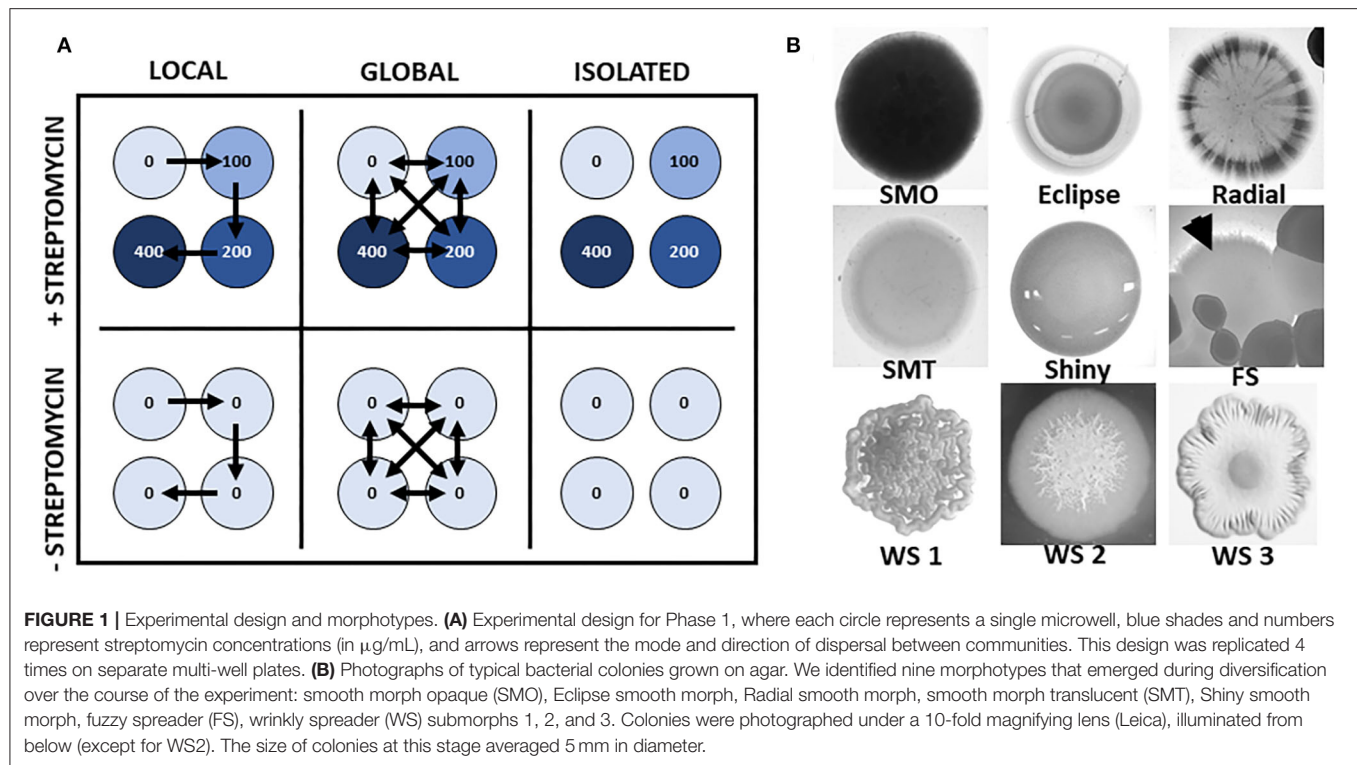 A
LOCAL GLOBAL ISOLATED
+ STREPTOMYCIN
0 100 0 100 0 100
400 200 400 200 400 200
- STREPTOMYCIN
0 0 0 0 0 0
0 0 0 0 0 0
B
SMO Eclipse Radial
SMT Shiny FS
WS 1 WS 2 WS 3
FIGURE 1 | Experimental design and morphotypes. (A) Experimental design for Phase 1, where each circle represents a single microwell, blue shades and numbers
represent streptomycin concentrations (in μg/mL), and arrows represent the mode and direction of dispersal between communities. This design was replicated 4
times on separate multi-well plates. (B) Photographs of typical bacterial colonies grown on agar. We identified nine morphotypes that emerged during diversification
over the course of the experiment: smooth morph opaque (SMO), Eclipse smooth morph, Radial smooth morph, smooth morph translucent (SMT), Shiny smooth
morph, fuzzy spreader (FS), wrinkly spreader (WS) submorphs 1, 2, and 3. Colonies were photographed under a 10-fold magnifying lens (Leica), illuminated from
below (except for WS2). The size of colonies at this stage averaged 5 mm in diameter.